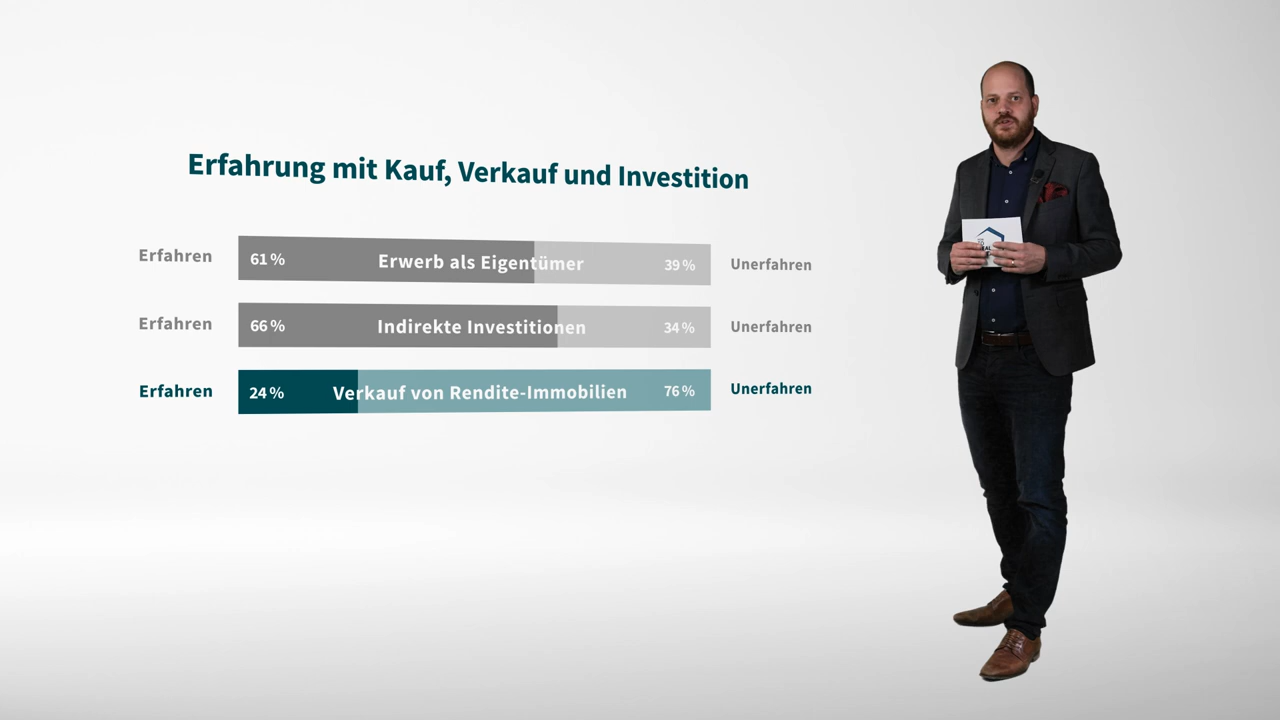 Erfahrung mit Kauf, Verkauf und Investition
Erfahren 61 % Erwerb als Eigentümer 39 % Unerfahren
Erfahren 66 % Indirekte Investitionen 34 % Unerfahren
Erfahren 24 % Verkauf von Rendite-Immobilien 76 % Unerfahren